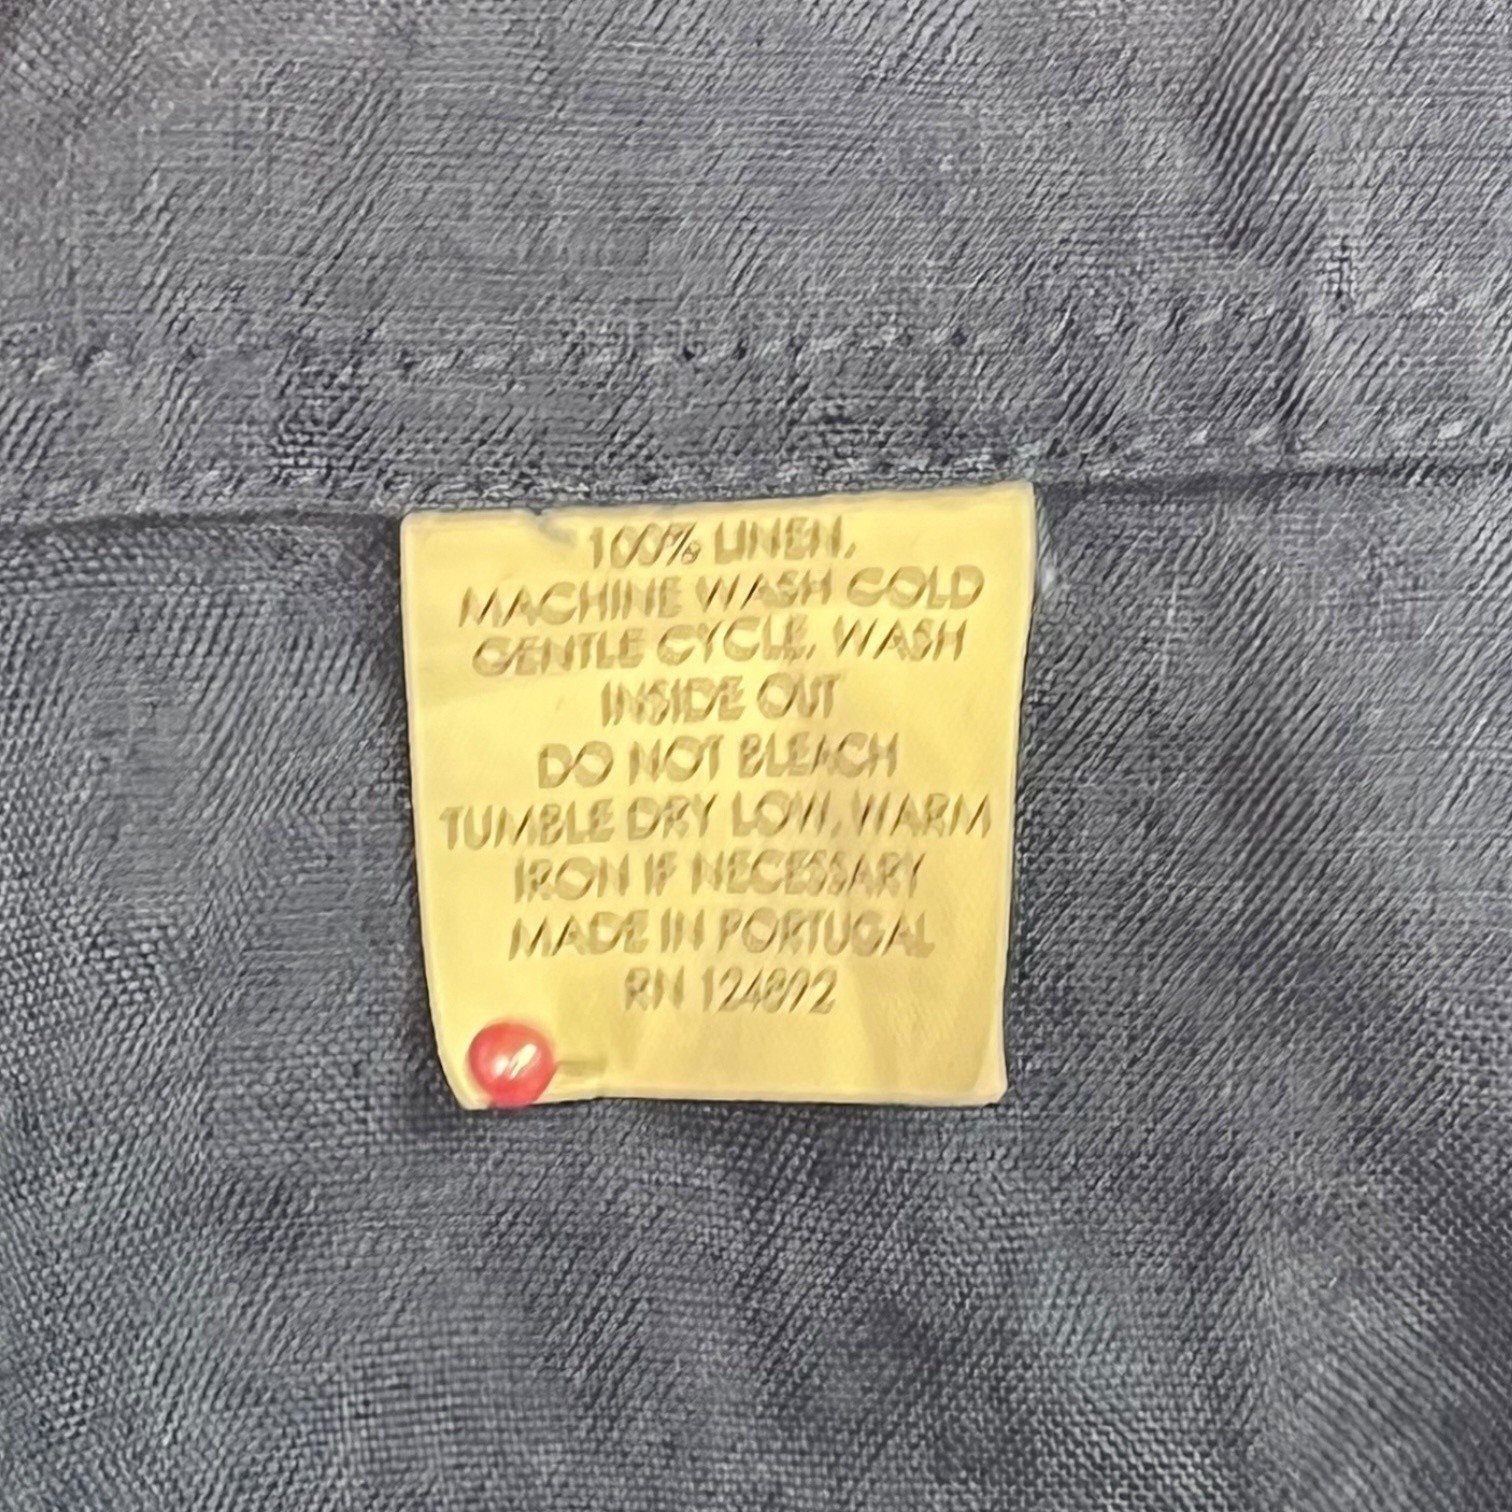 100% LINEN.
MACHINE WASH COLD
GENTLE CYCLE. WASH
INSIDE OUT
DO NOT BLEACH
TUMBLE DRY LOW. WARM
IRON IF NECESSARY
MADE IN PORTUGAL
RN